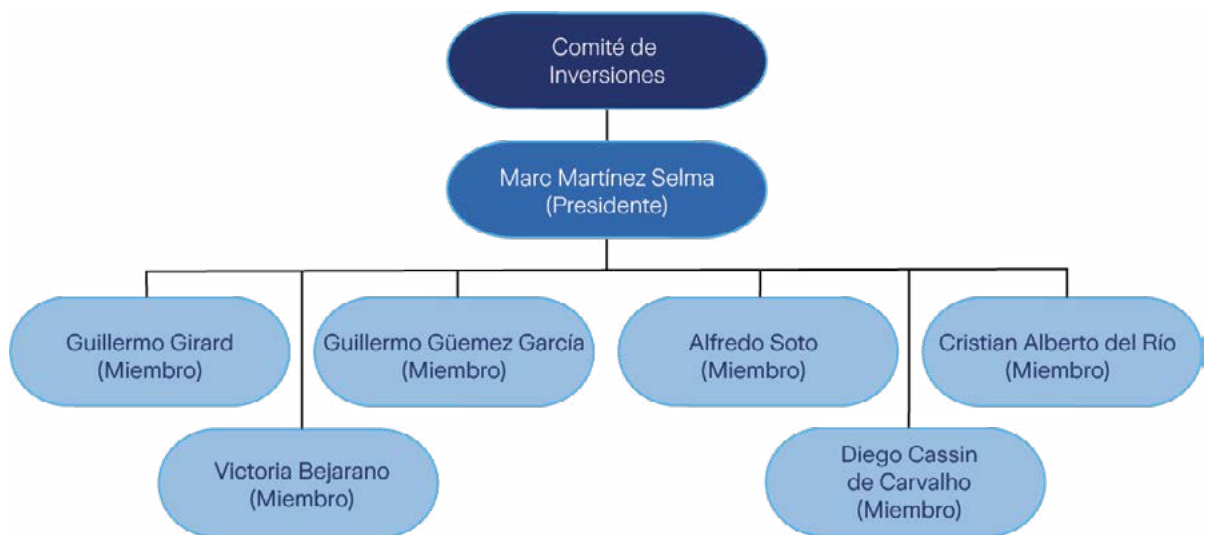 Comité de
Inversiones
Marc Martínez Selma
(Presidente)
Guillermo Girard
(Miembro)
Guillermo Güemez García
(Miembro)
Alfredo Soto
(Miembro)
Cristian Alberto del Río
(Miembro)
Victoria Bejarano
(Miembro)
Diego Cassin
de Carvalho
(Miembro)